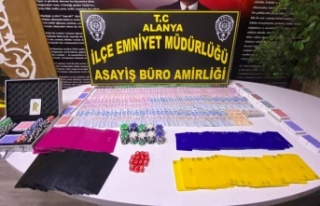 T.C
ALANYA
İLÇE EMNİYET MÜDÜRLÜĞÜ
ASAYİŞ BÜRO AMİRLİĞİ